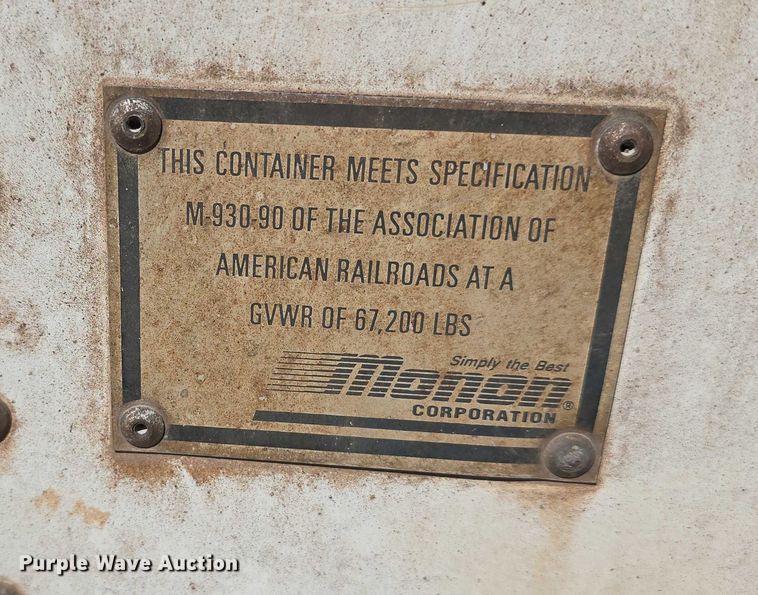 THIS CONTAINER MEETS SPECIFICATION
M-930-90 OF THE ASSOCIATION OF
AMERICAN RAILROADS AT A
GVWR OF 67,200 LBS
Simply the Best
Monon®
CORPORATION
Purple Wave Auction